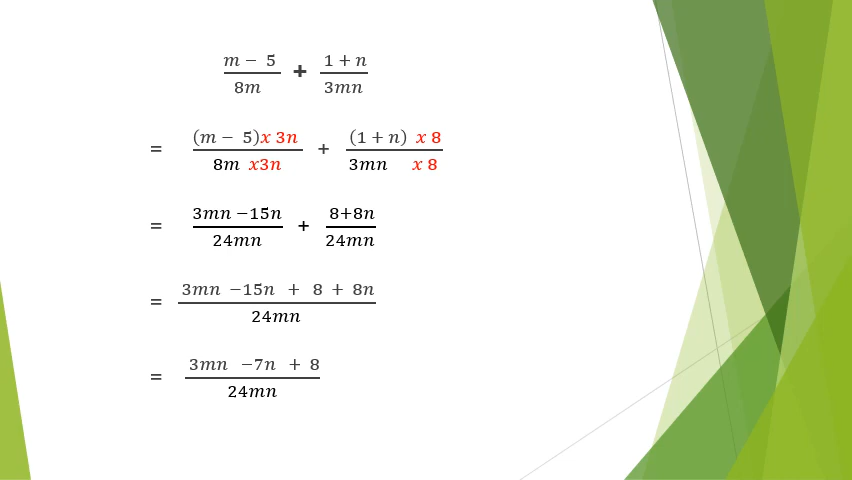 m − 5 + 1 + n
8m 3mn
(m − 5)x 3n + (1 + n) x 8
= 8m x3n 3mn x 8
3mn −15n + 8+8n
= 24mn 24mn
3mn −15n + 8 + 8n
= 24mn
3mn −7n + 8
= 24mn